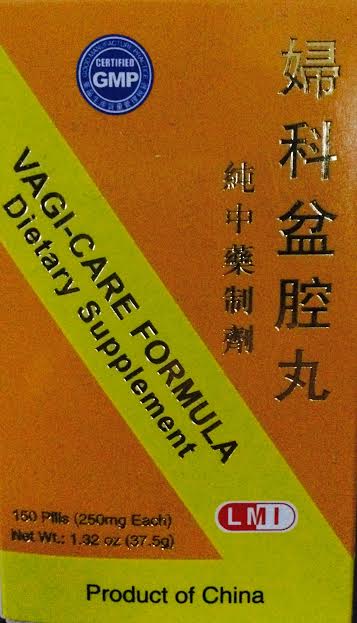 CERTIFIED
GMP
婦科盆腔丸
純中藥制劑
VAGI-CARE FORMULA
Dietary Supplement
150 Pills (250mg Each)
Net Wt.: 1.32 oz (37.5g)
LMI
Product of China